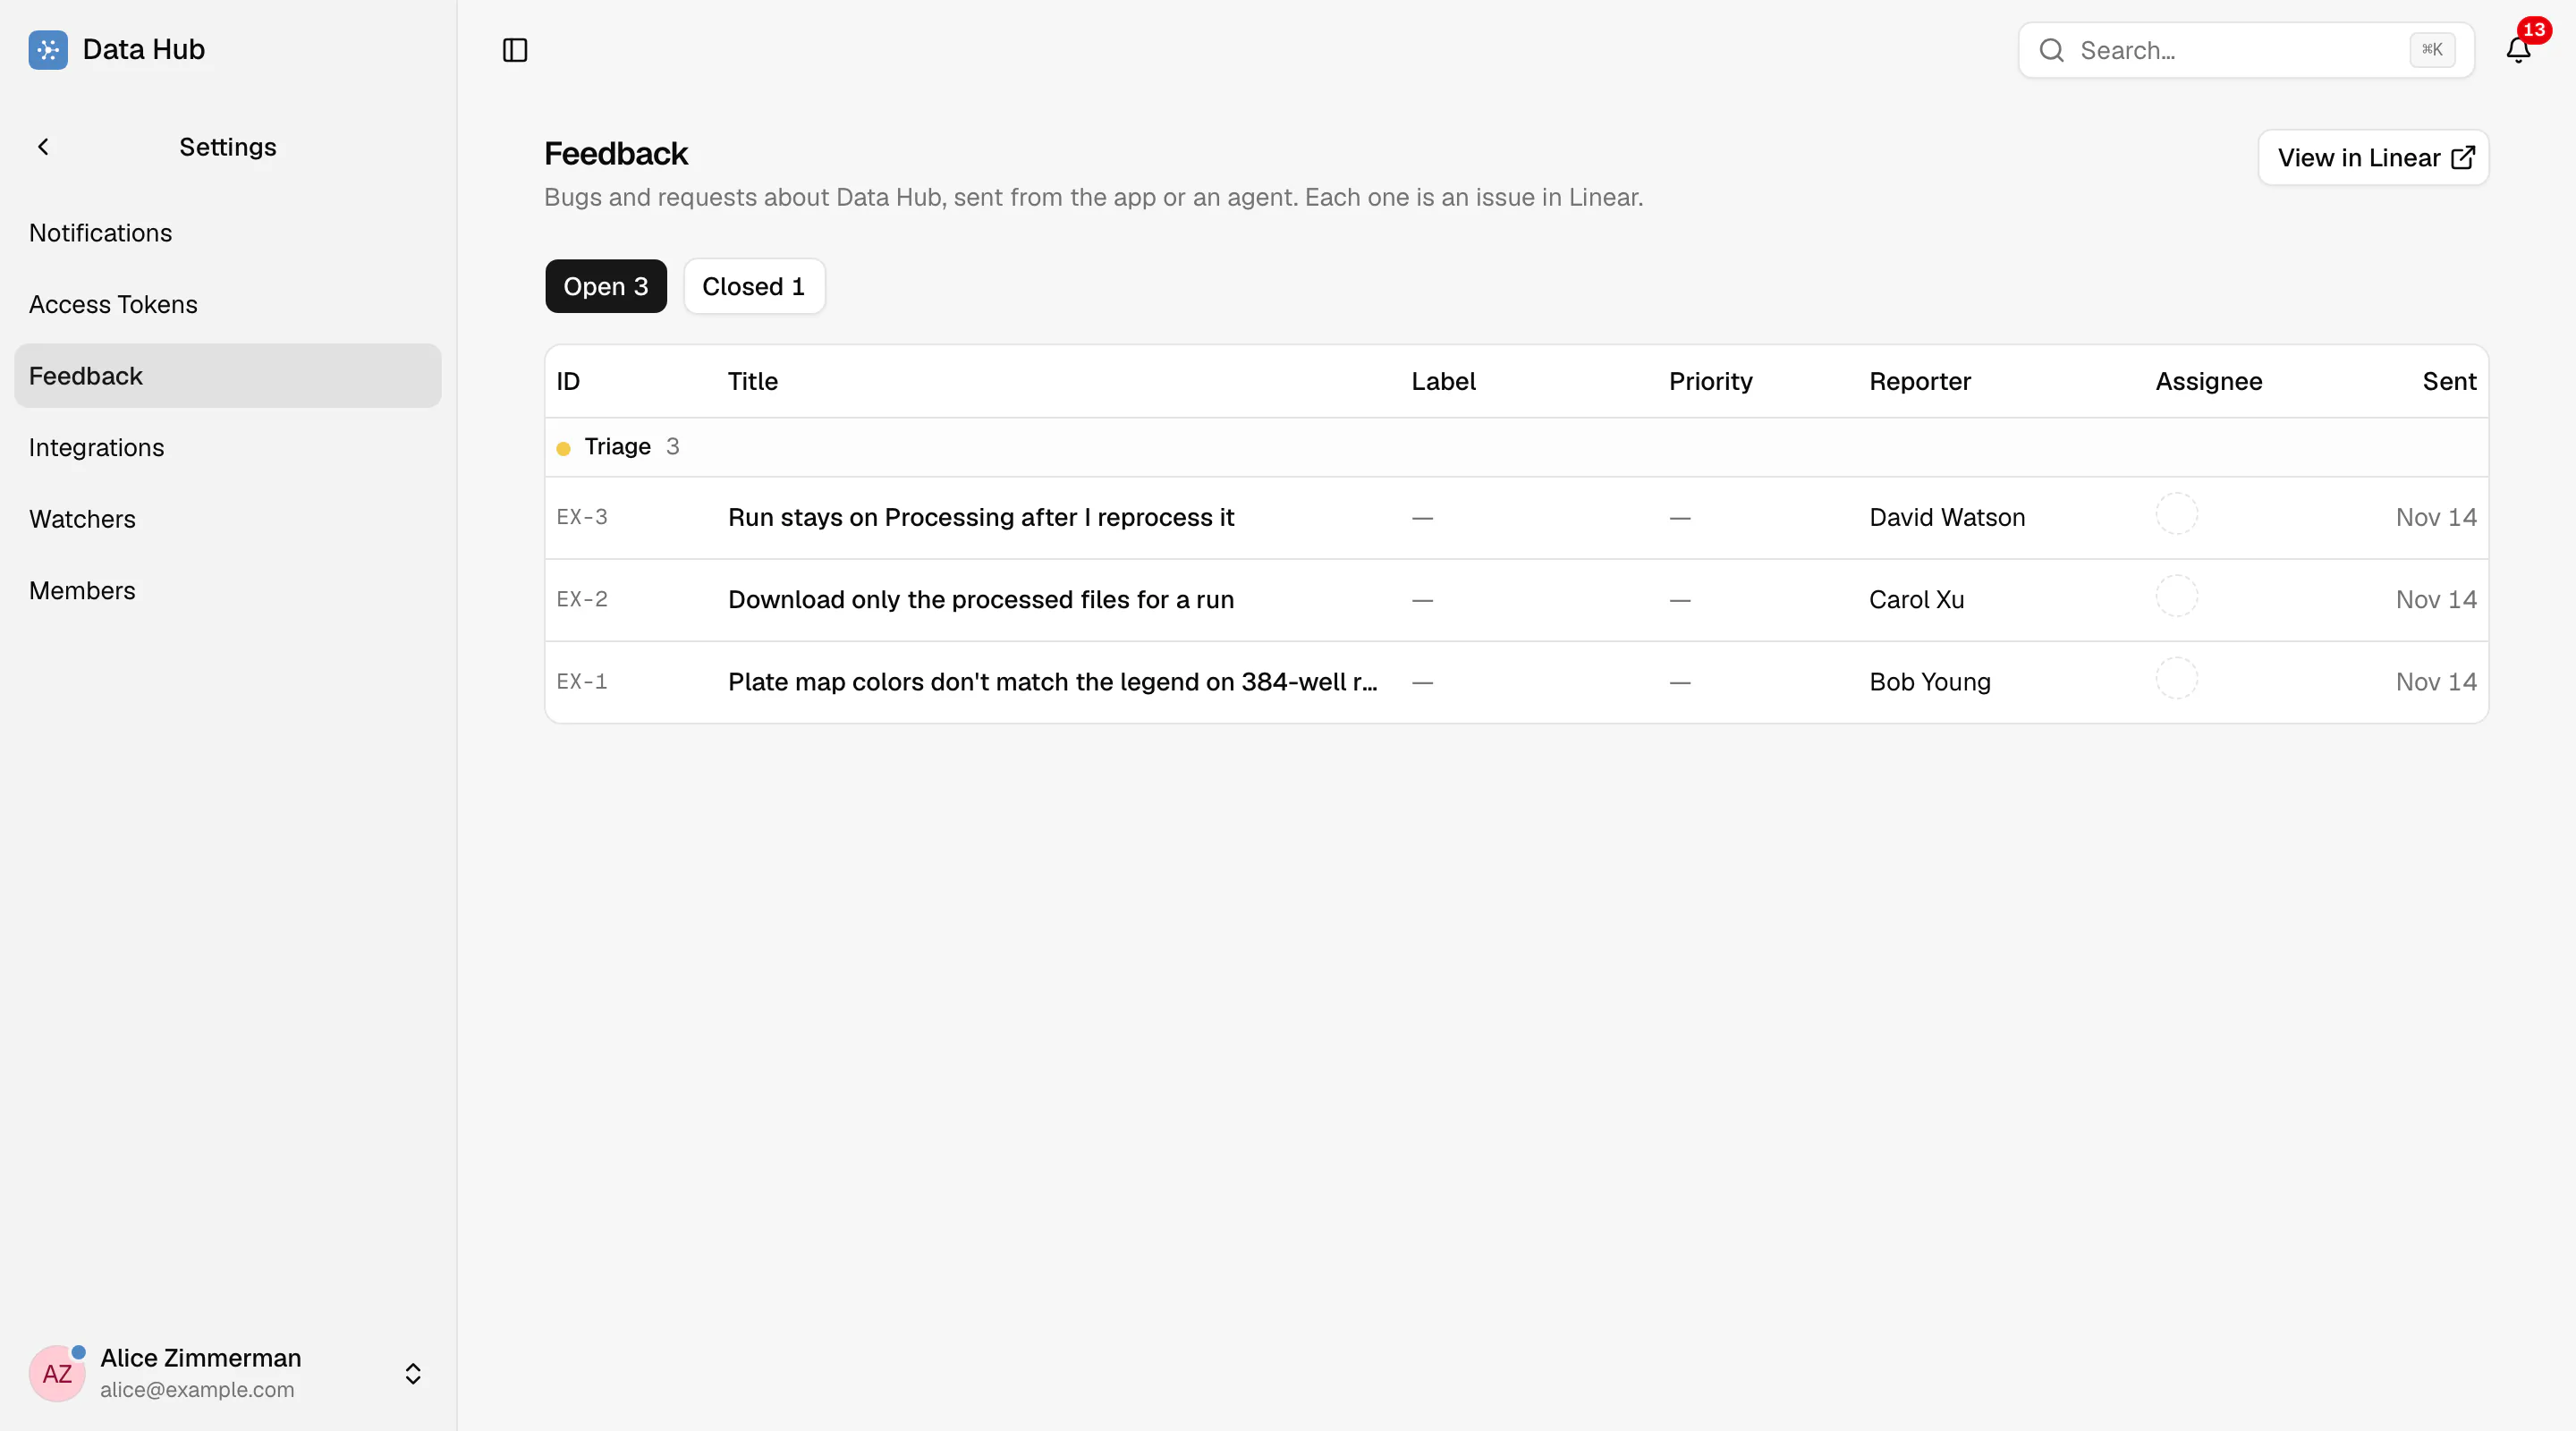 Data Hub
Search...
⌘K
13
Settings
Notifications
Access Tokens
Feedback
Integrations
Watchers
Members
Feedback
View in Linear
Bugs and requests about Data Hub, sent from the app or an agent. Each one is an issue in Linear.
Open 3
Closed 1
ID Title Label Priority Reporter Assignee Sent
Triage 3
EX-3 Run stays on Processing after I reprocess it — — David Watson Nov 14
EX-2 Download only the processed files for a run — — Carol Xu Nov 14
EX-1 Plate map colors don't match the legend on 384-well r... — — Bob Young Nov 14
AZ
Alice Zimmerman
alice@example.com